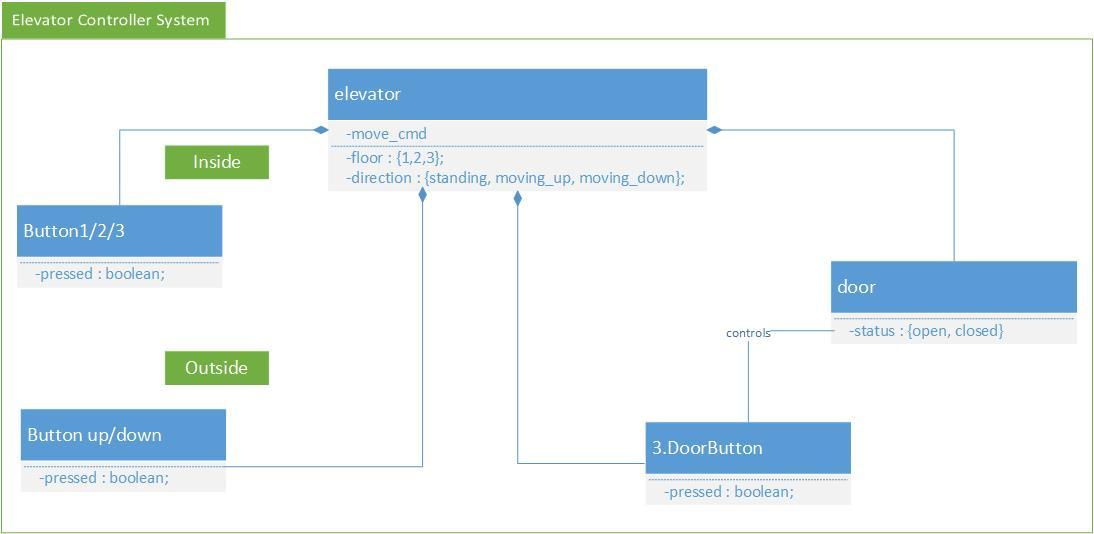 Elevator Controller System
elevator
-move_cmd
-floor : {1,2,3};
-direction : {standing, moving_up, moving_down};
Inside
Button1/2/3
-pressed : boolean;
door
-status : {open, closed}
controls
Outside
Button up/down
-pressed : boolean;
3.DoorButton
-pressed : boolean;